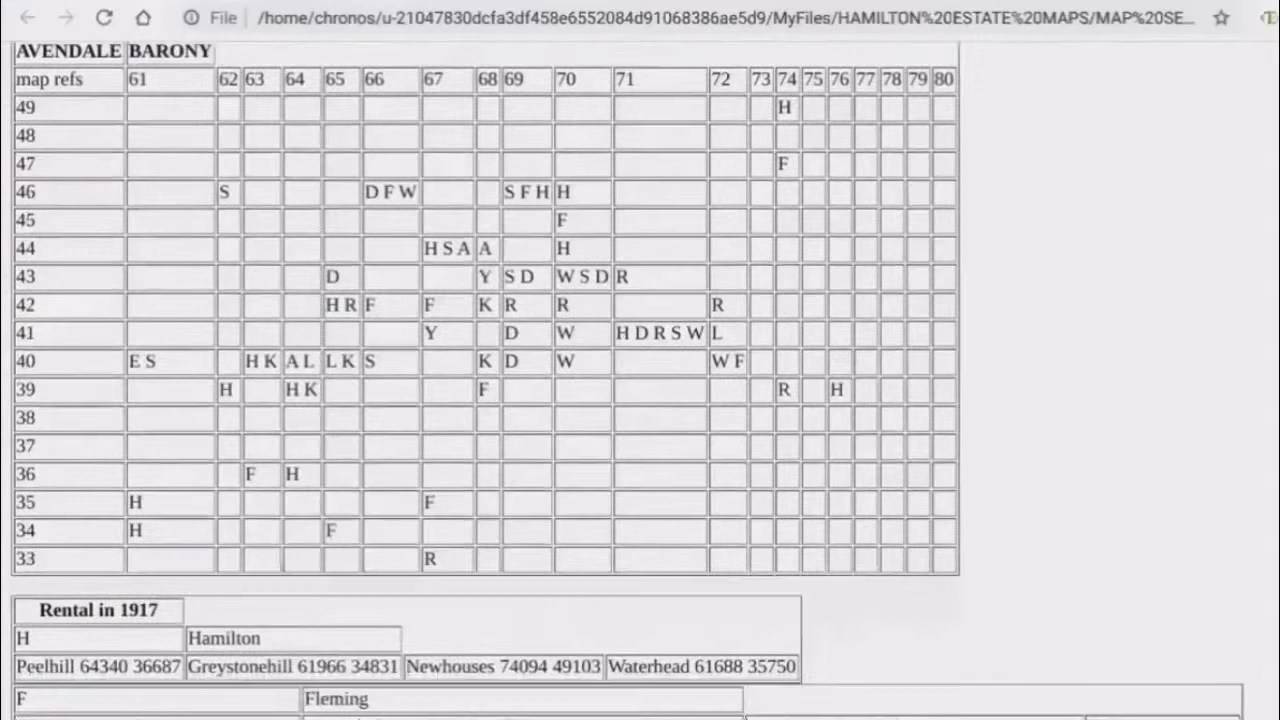 File /home/chronos/u-21047830dcfa3df458e6552084d91068386ae5d9/MyFiles/HAMILTON%20ESTATE%20MAPS/MAP%20SE...
AVENDALE BARONY
map refs 61 62 63 64 65 66 67 68 69 70 71 72 73 74 75 76 77 78 79 80
49 H
48
47 F
46 S D F W S F H H
45 F
44 H S A A H
43 D Y S D W S D R
42 H R F F K R R R
41 Y D W H D R S W L
40 E S H K A L L K S K D W W F
39 H H K F R H
38
37
36 F H
35 H F
34 H F
33 R
Rental in 1917
H Hamilton
Peelhill 64340 36687 Greystonehill 61966 34831 Newhouses 74094 49103 Waterhead 61688 35750
F Fleming